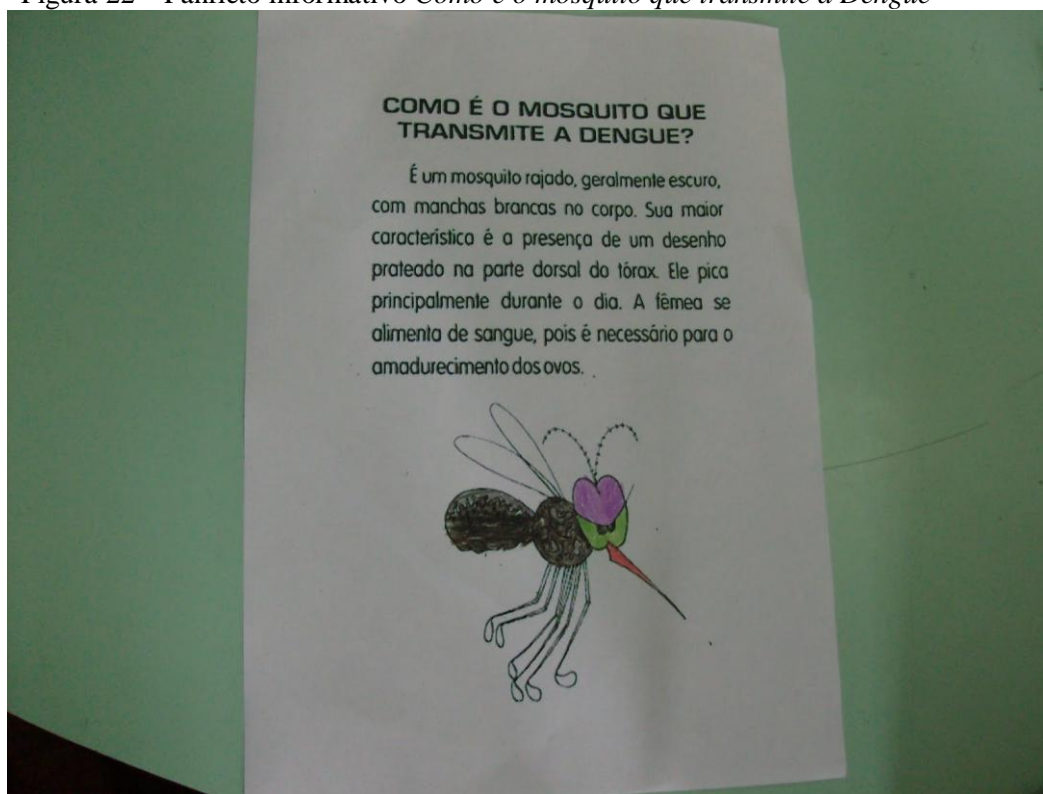 Figura 22 – Panfleto informativo Como é o mosquito que transmite a Dengue
COMO É O MOSQUITO QUE
TRANSMITE A DENGUE?
É um mosquito rajado, geralmente escuro,
com manchas brancas no corpo. Sua maior
característica é a presença de um desenho
prateado na parte dorsal do tórax. Ele pica
principalmente durante o dia. A fêmea se
alimenta de sangue, pois é necessário para o
amadurecimento dos ovos.